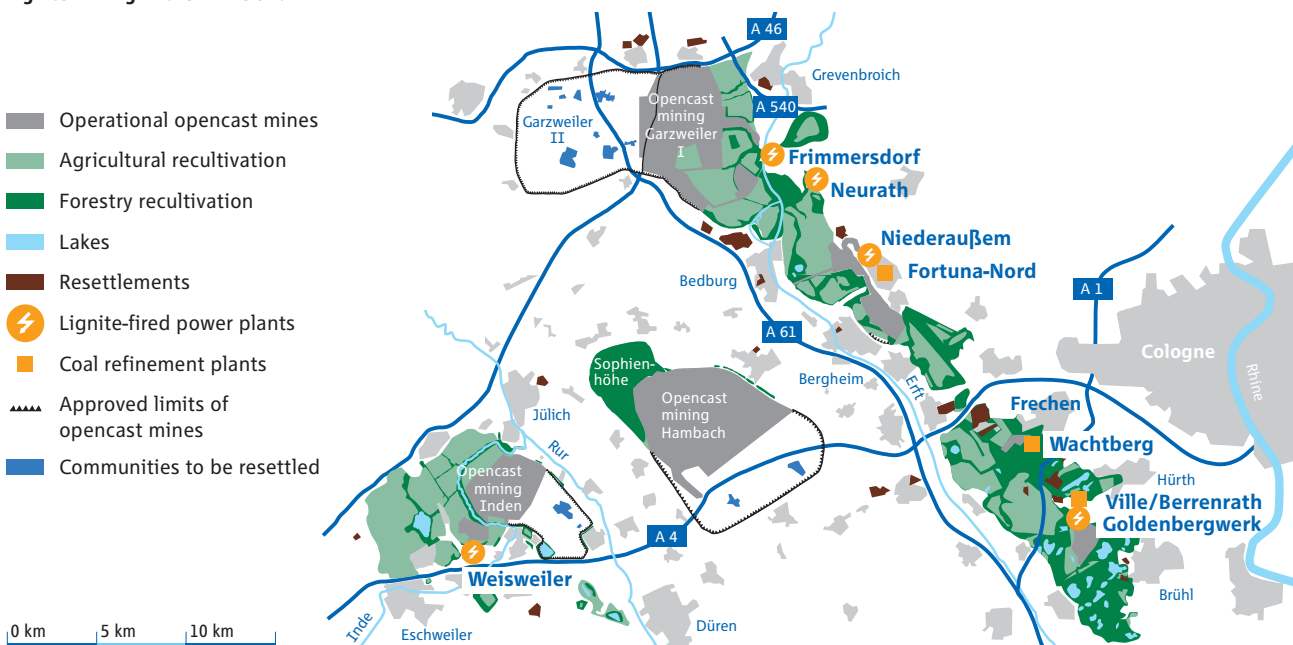 Operational opencast mines
Agricultural recultivation
Forestry recultivation
Lakes
Resettlements
Lignite-fired power plants
Coal refinement plants
Approved limits of
opencast mines
Communities to be resettled
0 km
5 km
10 km
A 46
Grevenbroich
A 540
Opencast
mining
Garzweiler
I
Garzweiler
II
Frimmersdorf
Neurath
Niederaußem
Fortuna-Nord
Bedburg
A 1
A 61
Cologne
Rhine
Sophien-
höhe
Bergheim
Erft
Opencast
mining
Hambach
Frechen
Jülich
Rur
Wachtberg
Opencast
mining
Inden
Hürth
Ville/Berrenrath
Goldenbergwerk
A 4
Weisweiler
Brühl
Inde
Eschweiler
Düren